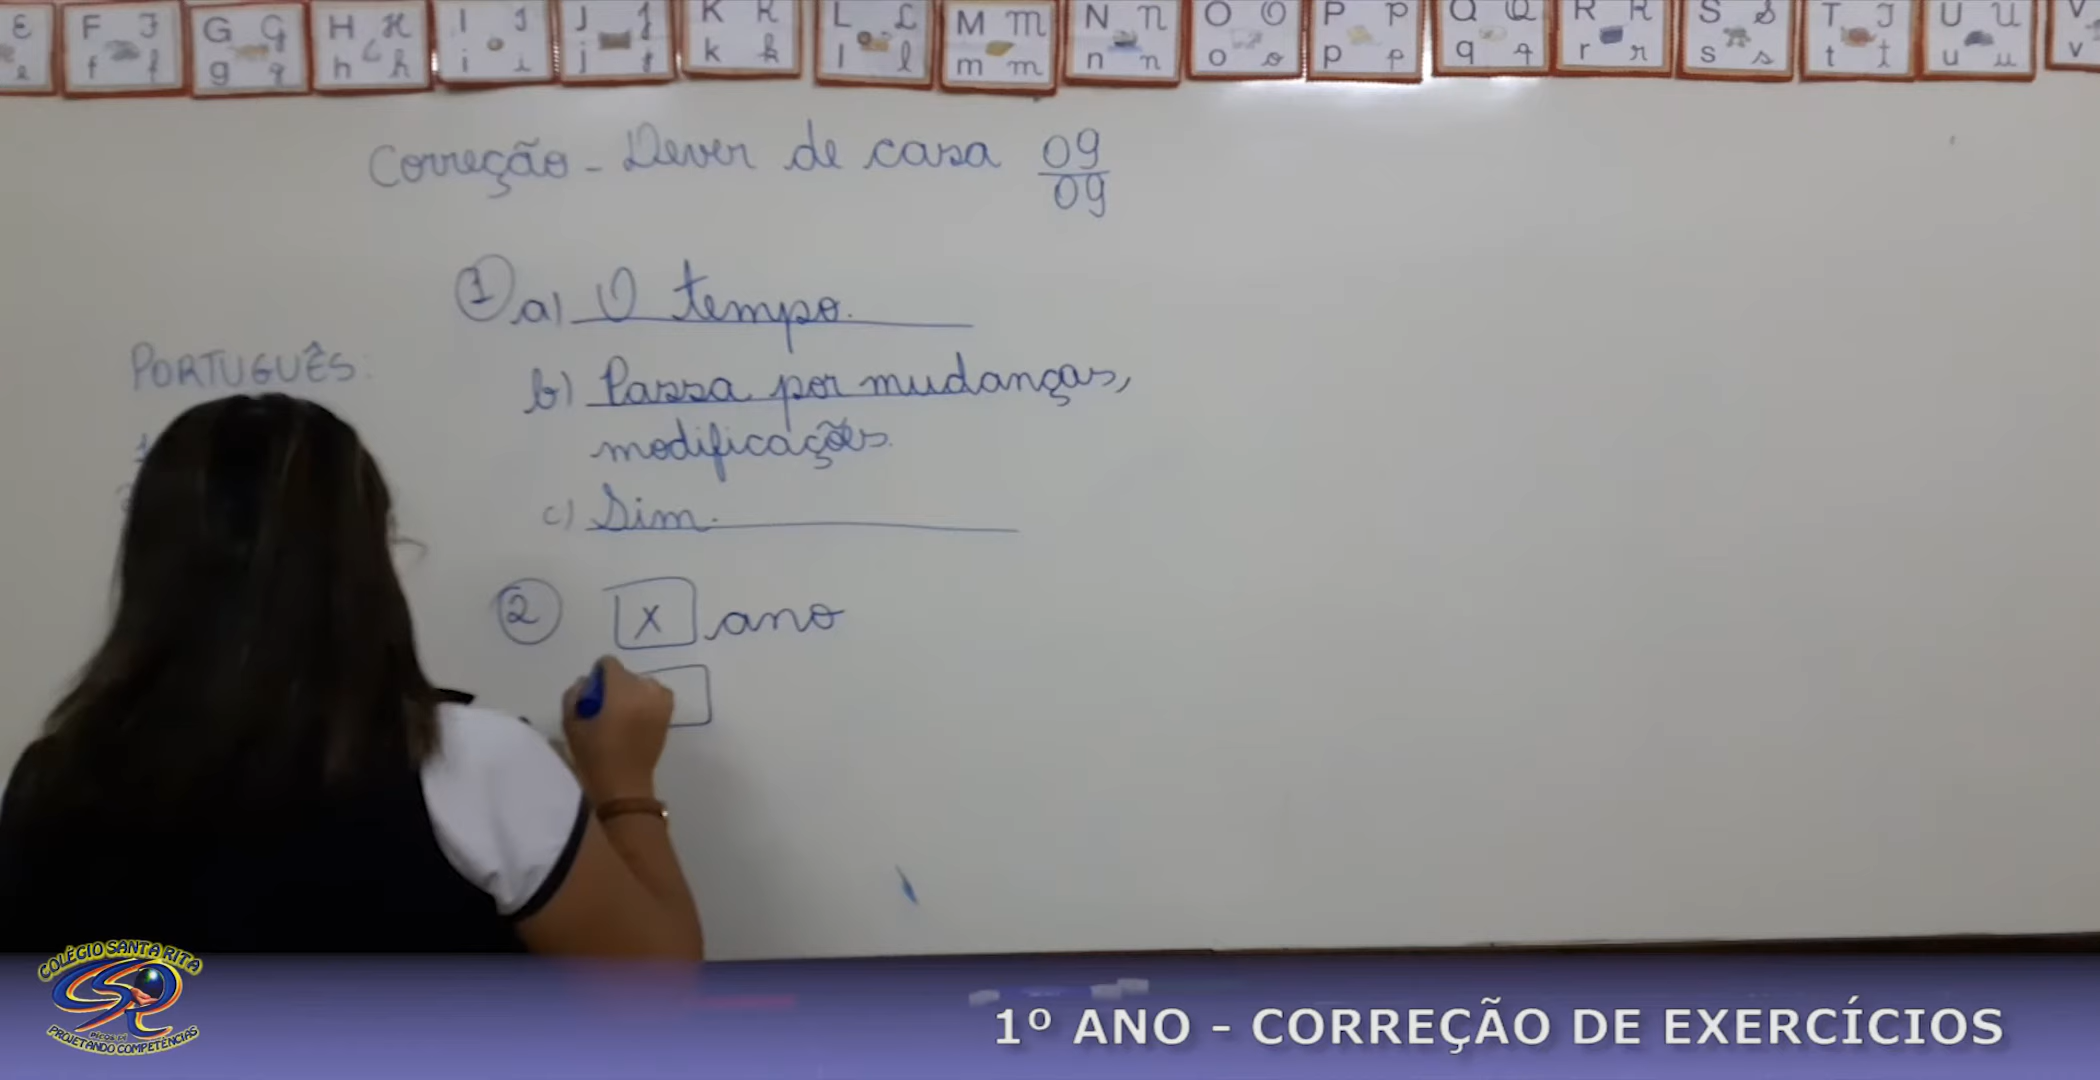 E
e
F F
f f
G G
g g
H H
h h
I I
i i
J J
j j
K K
k k
L L
l l
M M
m m
N N
n n
O O
o o
P P
p p
Q Q
q q
R R
r r
S S
s s
T T
t t
U U
u u
V
v
Correção - Dever de casa 09/09
1 a) O tempo.
PORTUGUÊS:
b) Passa por mudanças,
modificações.
c) Sim.
2 x ano
COLÉGIO SANTA RITA
PROJETANDO COMPETÊNCIAS
1º ANO - CORREÇÃO DE EXERCÍCIOS